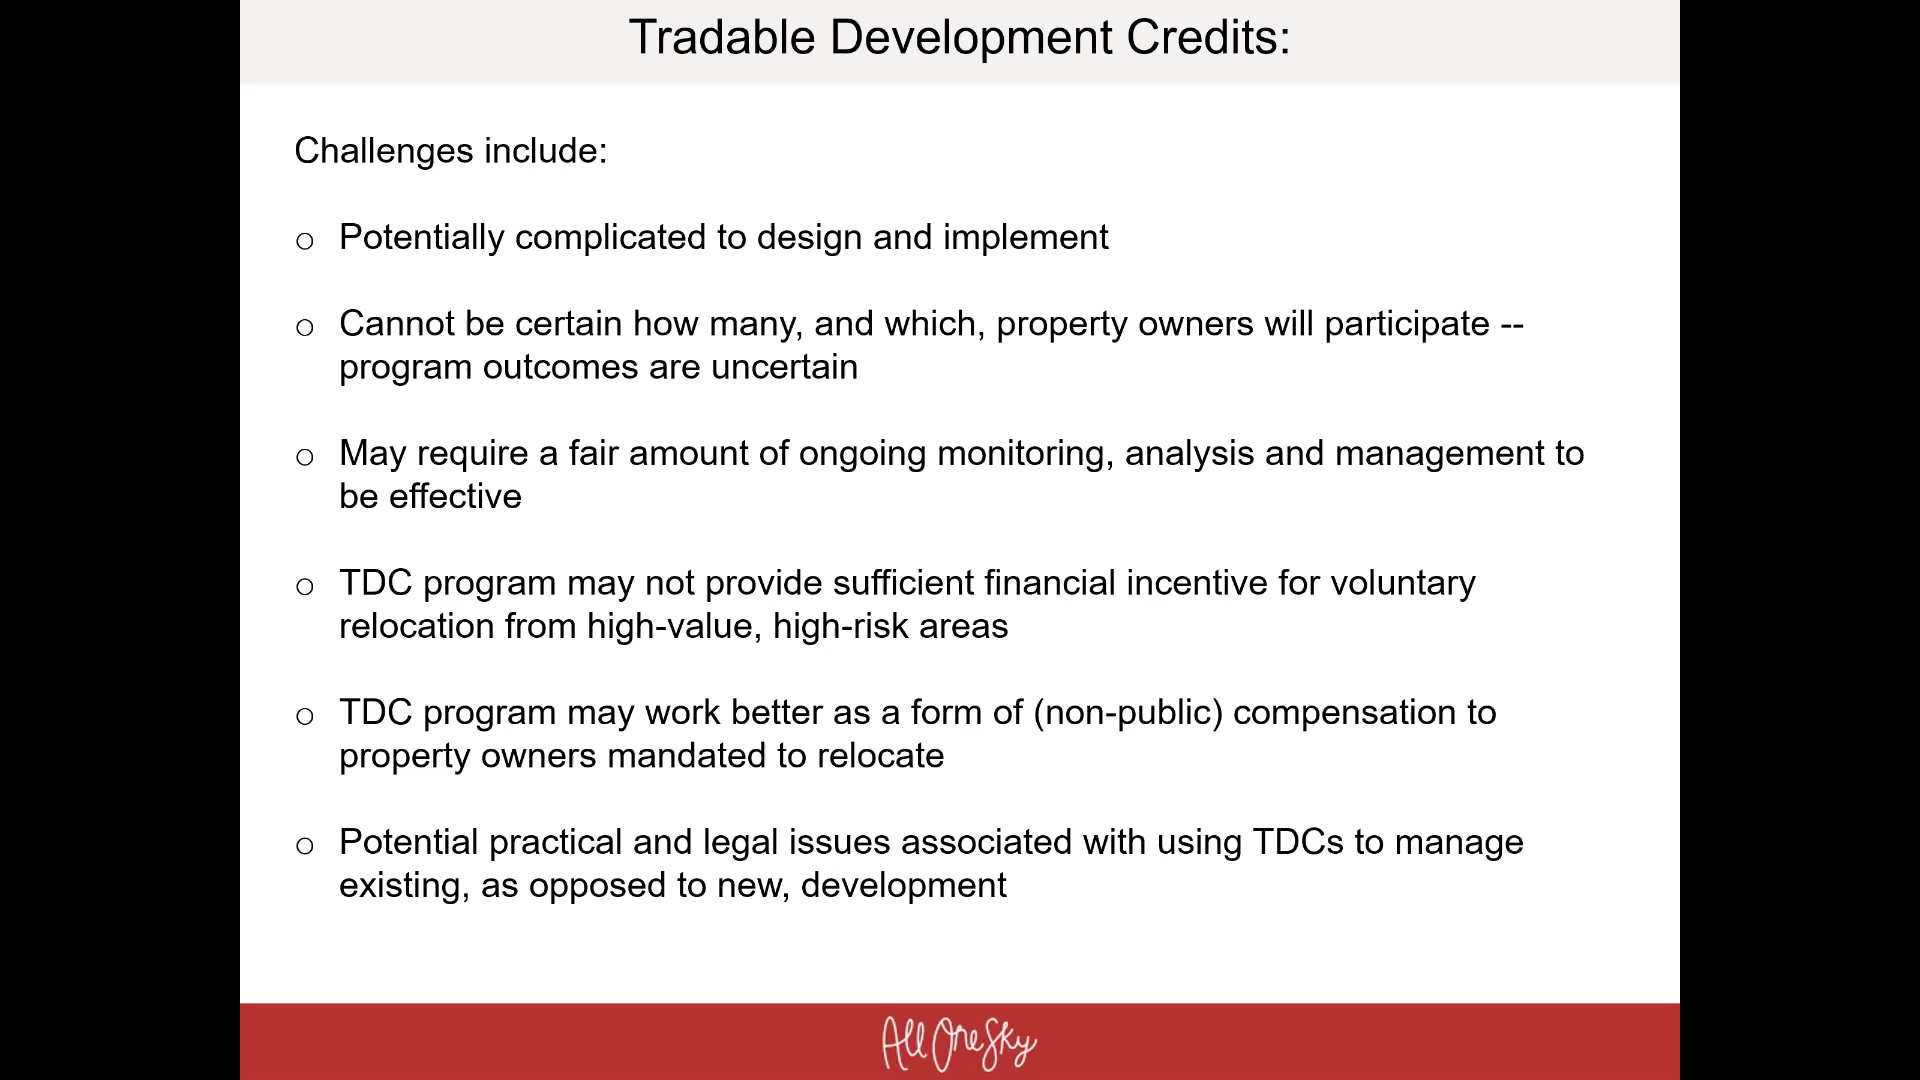 Tradable Development Credits:
Challenges include:
o Potentially complicated to design and implement
o Cannot be certain how many, and which, property owners will participate --
program outcomes are uncertain
o May require a fair amount of ongoing monitoring, analysis and management to
be effective
o TDC program may not provide sufficient financial incentive for voluntary
relocation from high-value, high-risk areas
o TDC program may work better as a form of (non-public) compensation to
property owners mandated to relocate
o Potential practical and legal issues associated with using TDCs to manage
existing, as opposed to new, development
All One Sky